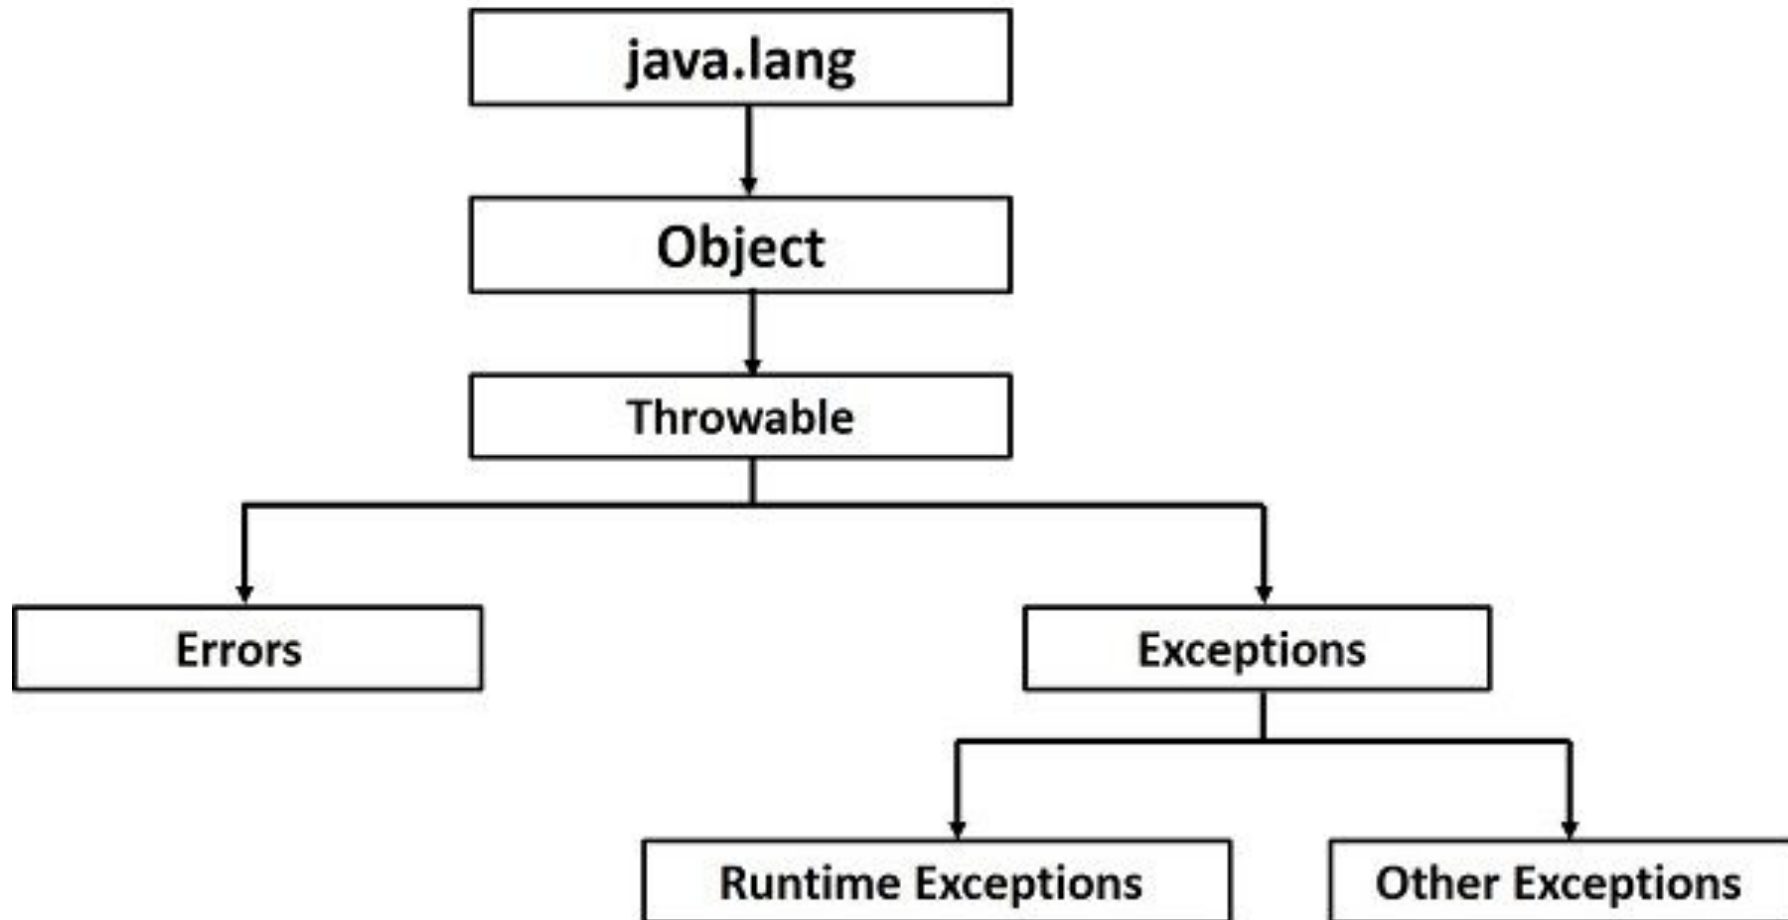 java.lang
Object
Throwable
Errors
Exceptions
Runtime Exceptions
Other Exceptions